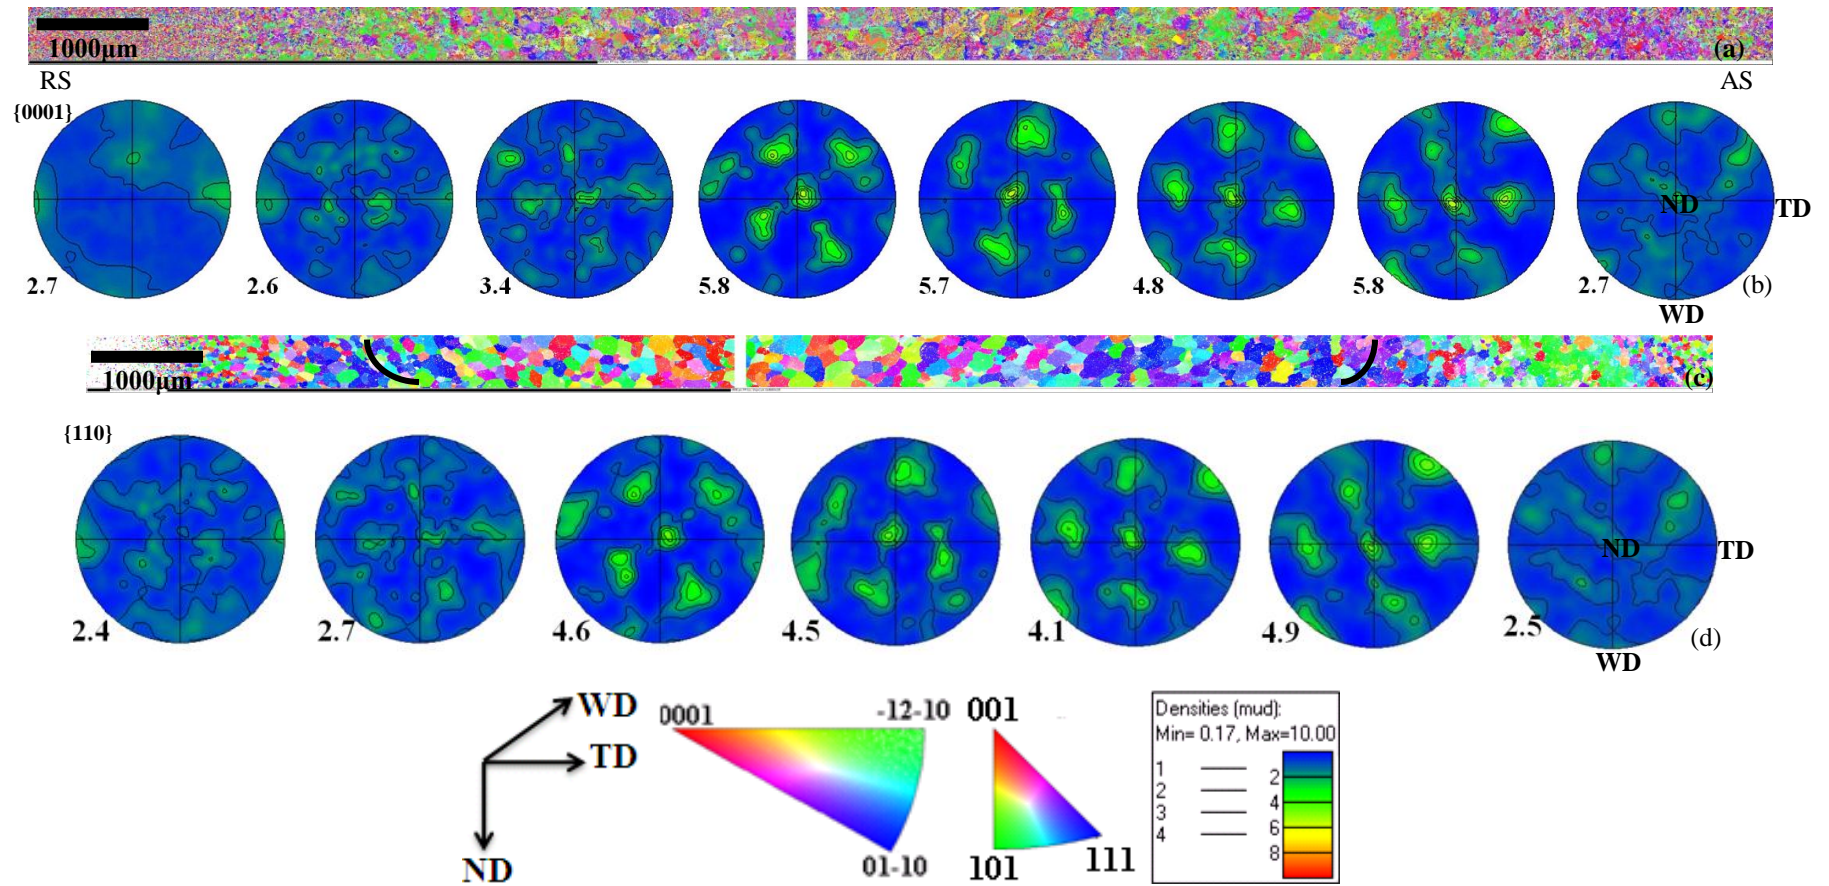 1000μm
(a)
RS
AS
{0001}
ND
TD
2.7
2.6
3.4
5.8
5.7
4.8
5.8
2.7
(b)
WD
1000μm
(c)
{110}
ND
TD
2.4
2.7
4.6
4.5
4.1
4.9
2.5
(d)
WD
WD
TD
ND
0001
-12-10
01-10
001
101
111
Densities (mud):
Min= 0.17, Max=10.00
1
2
3
4
2
4
6
8